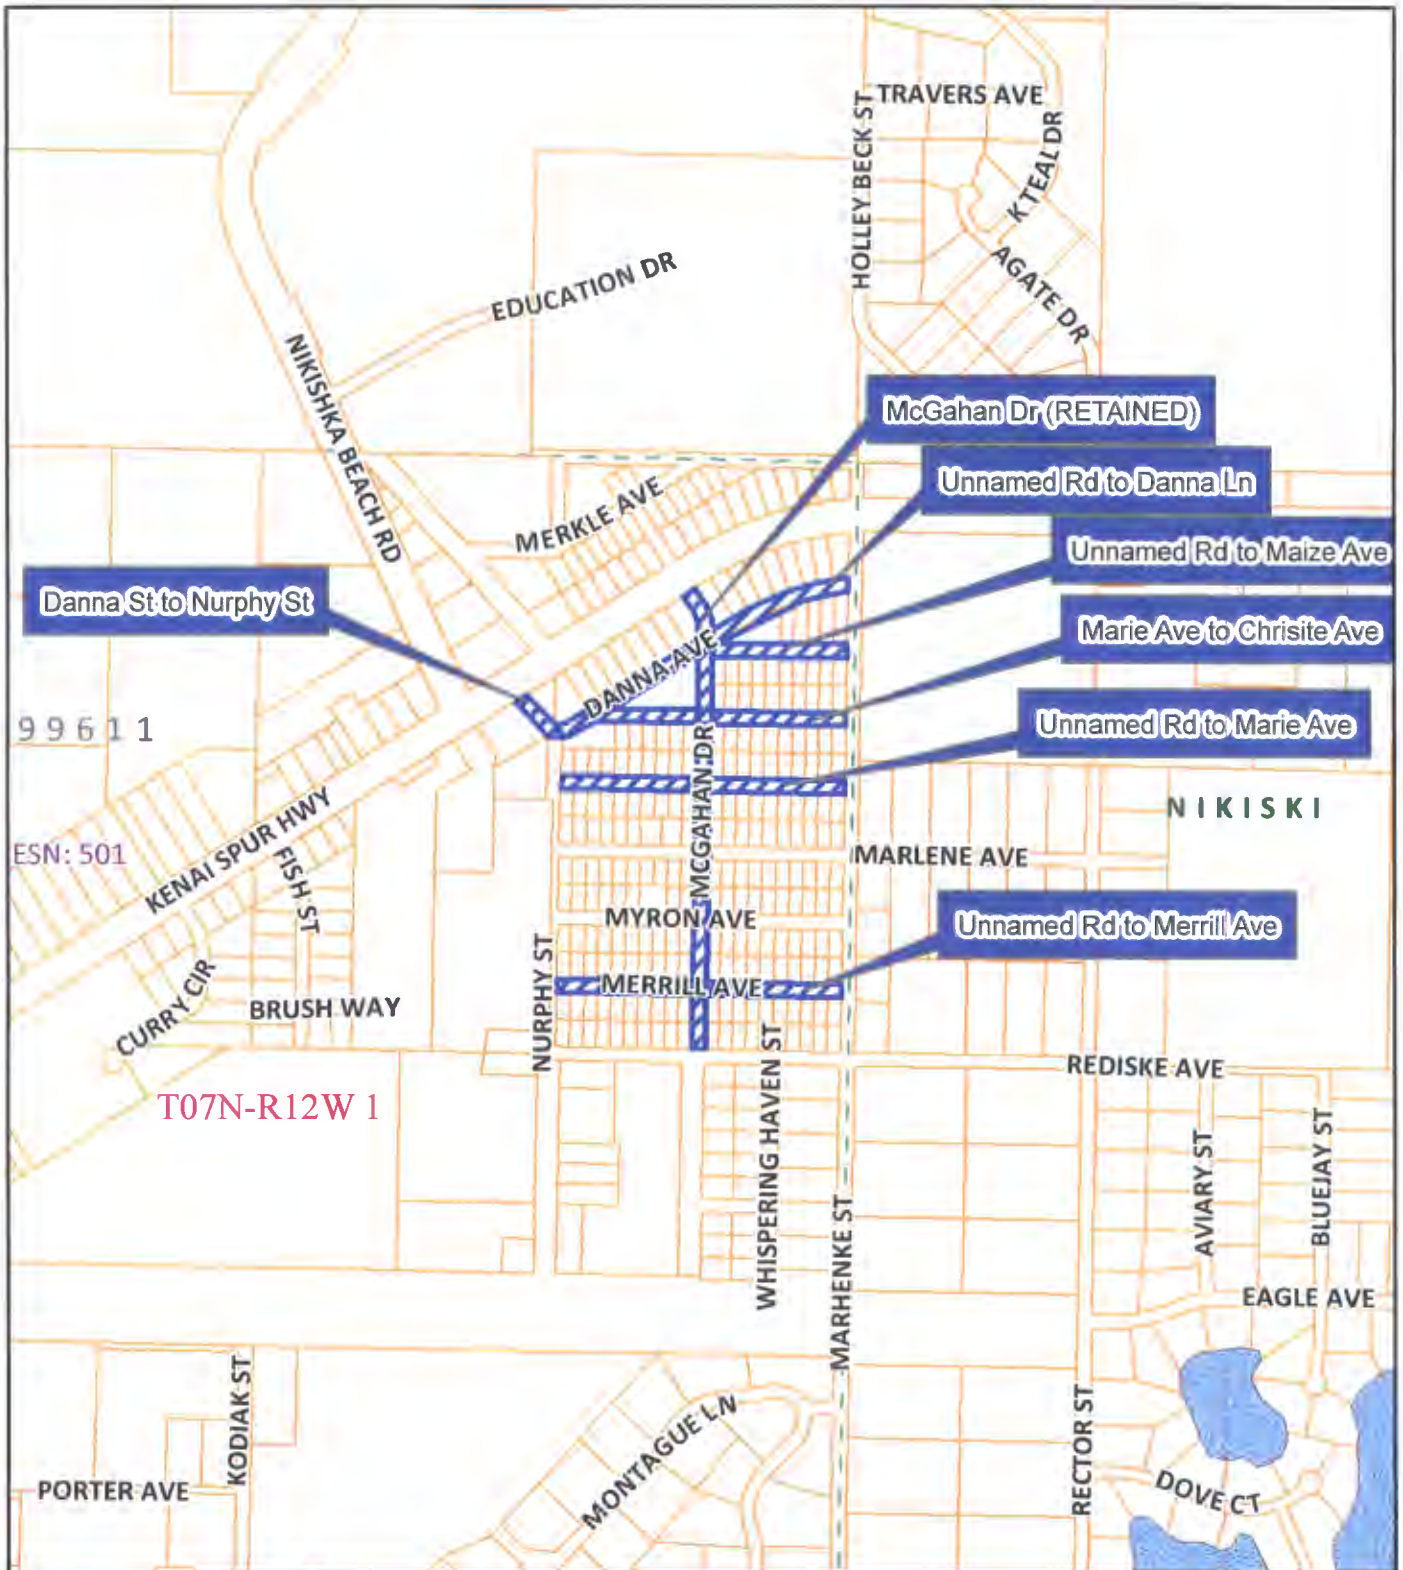 TRAVERS AVE
HOLLEY BECK ST
K TEAL DR
AGATE DR
EDUCATION DR
NIKISHKA BEACH RD
McGahan Dr (RETAINED)
Unnamed Rd to Danna Ln
MERKLE AVE
Unnamed Rd to Maize Ave
Danna St to Nurphy St
Marie Ave to Chrisite Ave
DANNA AVE
Unnamed Rd to Marie Ave
99611
MCGAHAN DR
NIKISKI
KENAI SPUR HWY
ESN: 501
FISH ST
MARLENE AVE
MYRON AVE
Unnamed Rd to Merrill Ave
NURPHY ST
MERRILL AVE
CURRY CIR
BRUSH WAY
REDISKE AVE
T07N-R12W 1
WHISPERING HAVEN ST
MARHENKE ST
AVIARY ST
BLUEJAY ST
EAGLE AVE
KODIAK ST
MONTAGUE LN
RECTOR ST
PORTER AVE
DOVE CT